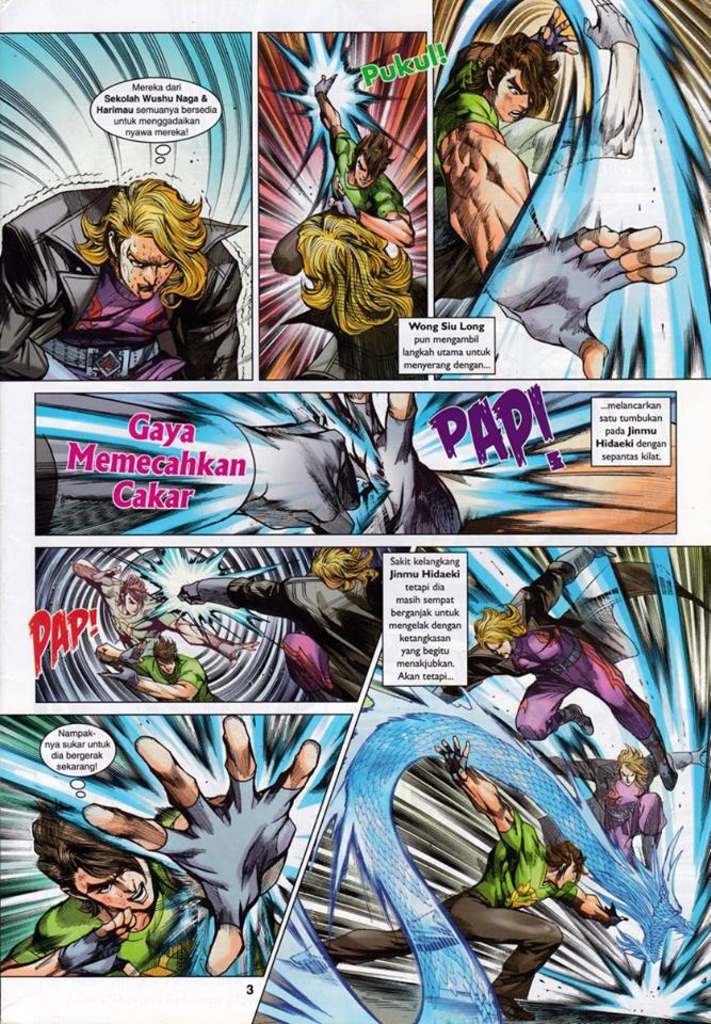 Mereka dari
Sekolah Wushu Naga &
Harimau semuanya bersedia
untuk menggadaikan
nyawa mereka!
Pukul!
Wong Siu Long
pun mengambil
langkah utama untuk
menyerang dengan...
Gaya
Memecahkan
Cakar
PAP!
...melancarkan
satu tumbukan
pada Jinmu
Hidaeki dengan
sepantas kilat.
PAP!
Sakit kelangkang
Jinmu Hidaeki
tetapi dia
masih sempat
berganjak untuk
mengelak dengan
ketangkasan
yang begitu
menakjubkan.
Akan tetapi...
Nampak-
nya sukar untuk
dia bergerak
sekarang!
3